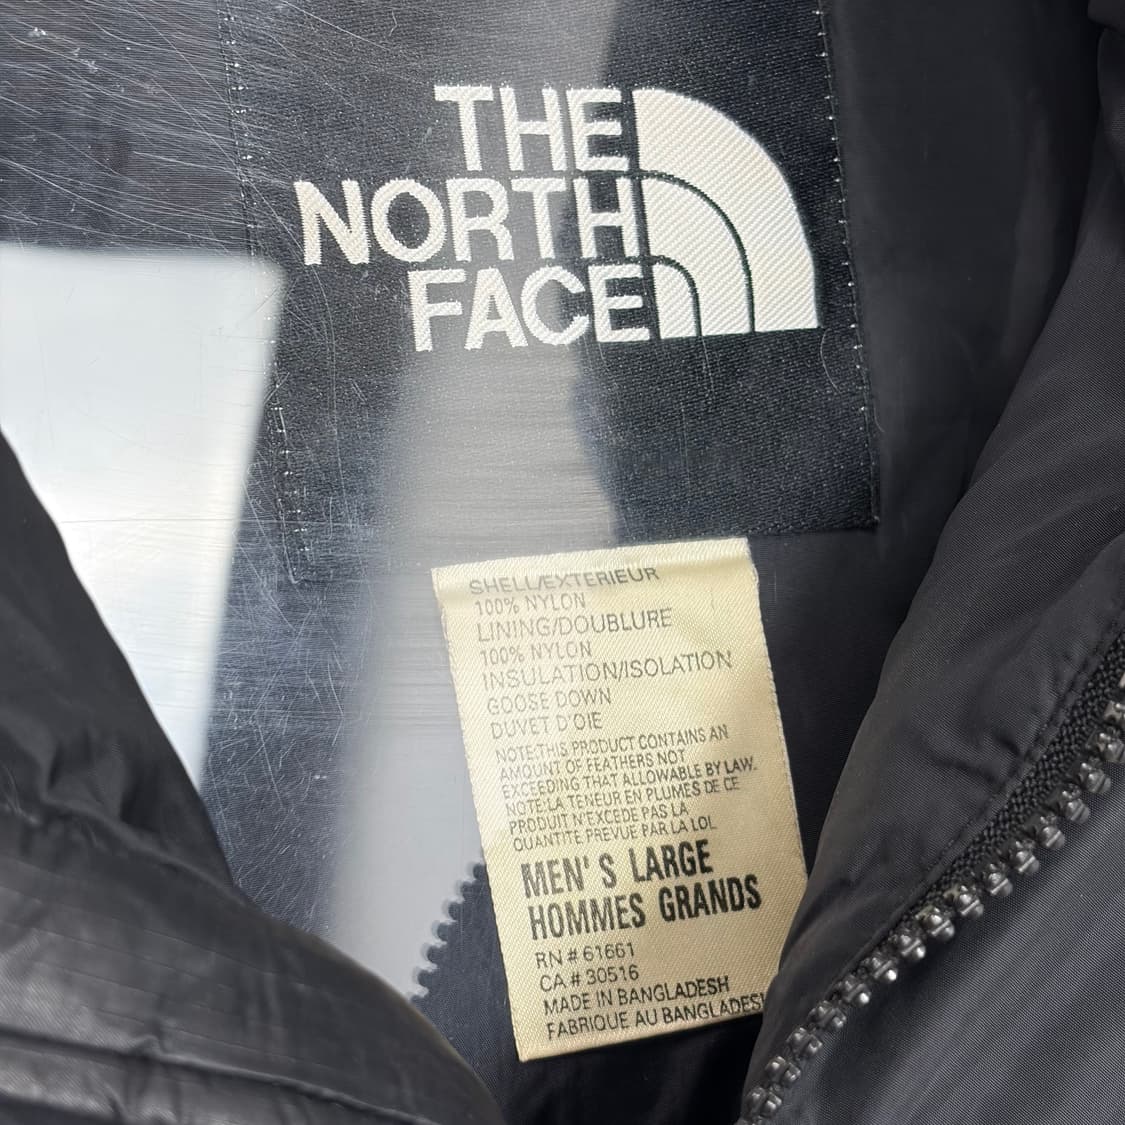 THE
NORTH
FACE
SHELL/EXTERIEUR
100% NYLON
LINING/DOUBLURE
100% NYLON
INSULATION/ISOLATION
GOOSE DOWN
DUVET D'OIE
NOTE:THIS PRODUCT CONTAINS AN
AMOUNT OF FEATHERS NOT
EXCEEDING THAT ALLOWABLE BY LAW.
NOTE:LA TENEUR EN PLUMES DE CE
PRODUIT N'EXCEDE PAS LA
QUANTITE PREVUE PAR LA LOI.
MEN'S LARGE
HOMMES GRANDS
RN # 61661
CA # 30516
MADE IN BANGLADESH
FABRIQUE AU BANGLADESH